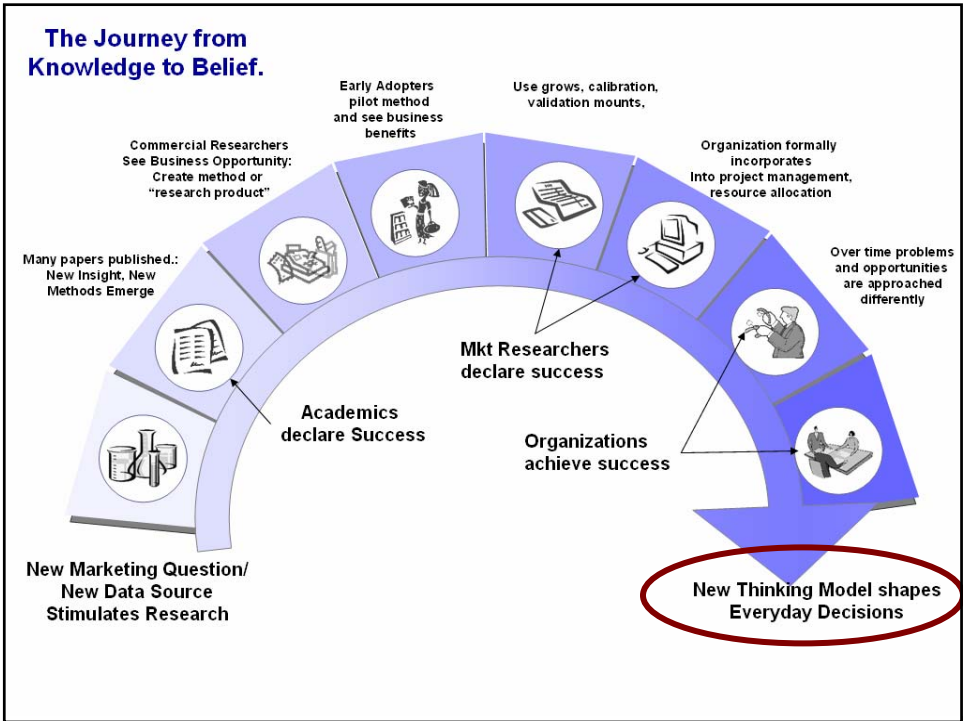 The Journey from
Knowledge to Belief.
New Marketing Question/
New Data Source
Stimulates Research
Many papers published.:
New Insight, New
Methods Emerge
Commercial Researchers
See Business Opportunity:
Create method or
“research product”
Early Adopters
pilot method
and see business
benefits
Use grows, calibration,
validation mounts,
Organization formally
incorporates
Into project management,
resource allocation
Over time problems
and opportunities
are approached
differently
Academics
declare Success
Mkt Researchers
declare success
Organizations
achieve success
New Thinking Model shapes
Everyday Decisions